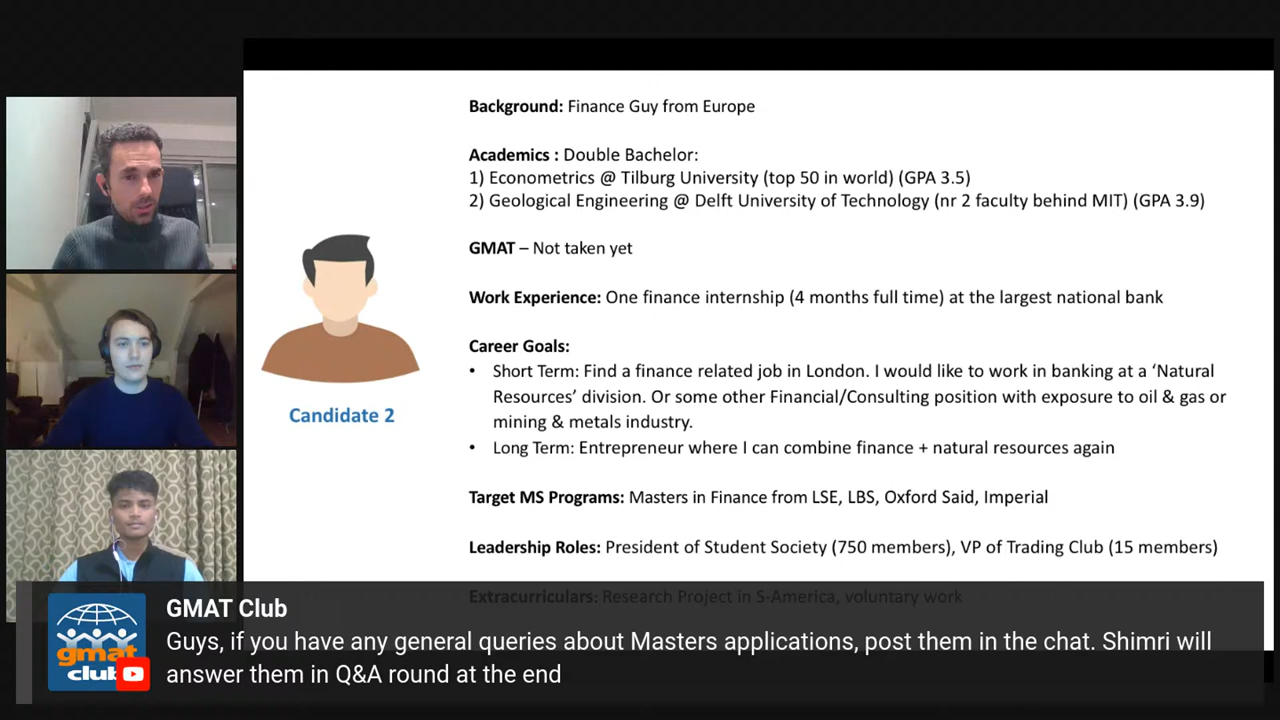 Background: Finance Guy from Europe
Academics : Double Bachelor:
1) Econometrics @ Tilburg University (top 50 in world) (GPA 3.5)
2) Geological Engineering @ Delft University of Technology (nr 2 faculty behind MIT) (GPA 3.9)
GMAT – Not taken yet
Work Experience: One finance internship (4 months full time) at the largest national bank
Career Goals:
• Short Term: Find a finance related job in London. I would like to work in banking at a ‘Natural
Resources’ division. Or some other Financial/Consulting position with exposure to oil & gas or
mining & metals industry.
• Long Term: Entrepreneur where I can combine finance + natural resources again
Candidate 2
Target MS Programs: Masters in Finance from LSE, LBS, Oxford Said, Imperial
Leadership Roles: President of Student Society (750 members), VP of Trading Club (15 members)
Extracurriculars: Research Project in S-America, voluntary work
gmat
club
GMAT Club
Guys, if you have any general queries about Masters applications, post them in the chat. Shimri will
answer them in Q&A round at the end